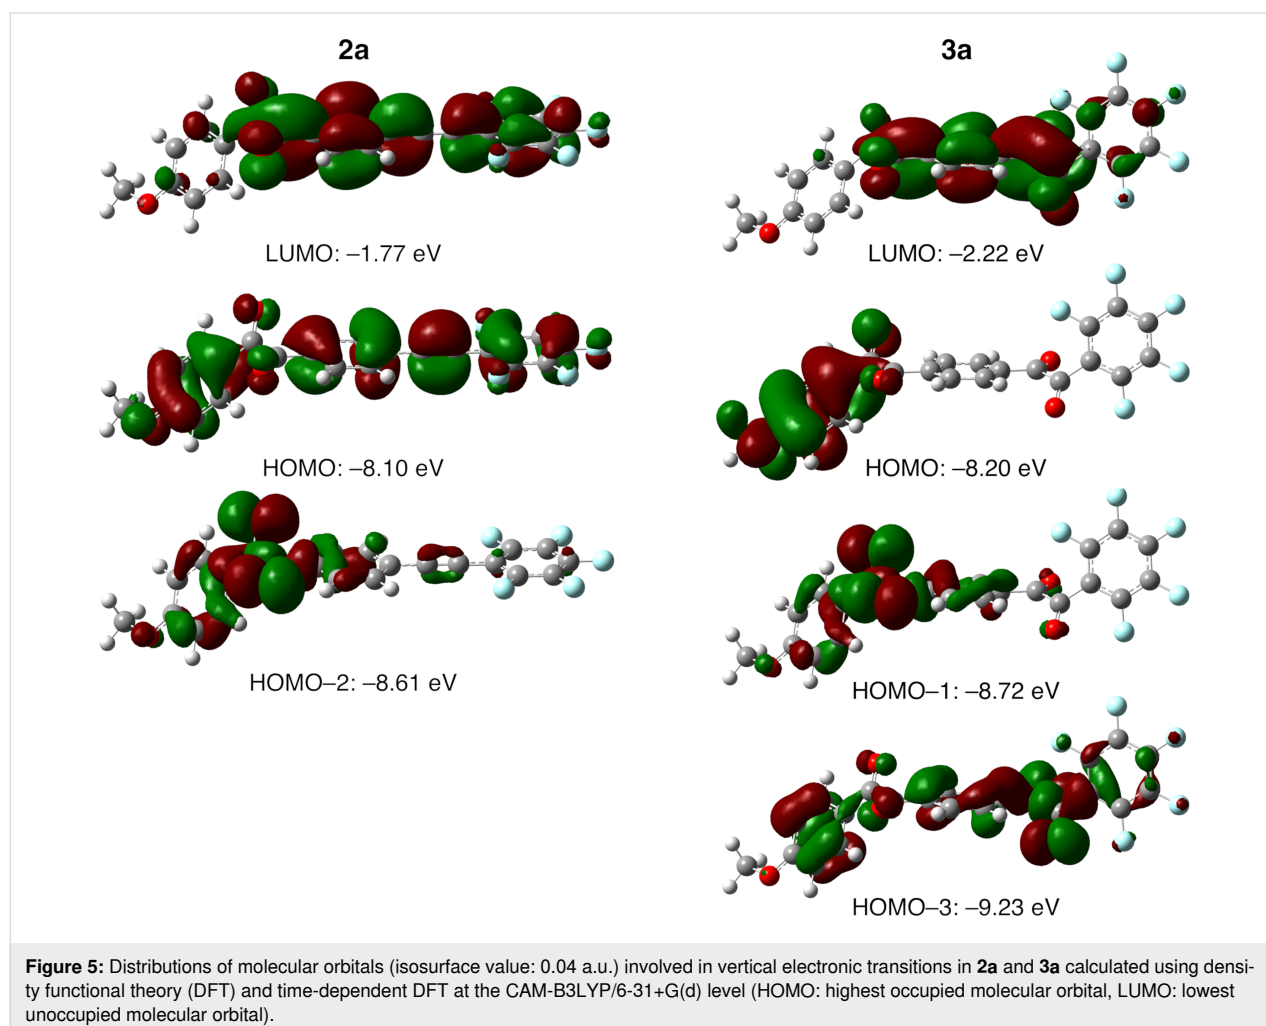 2a
3a
LUMO: –1.77 eV
LUMO: –2.22 eV
HOMO: –8.10 eV
HOMO: –8.20 eV
HOMO–2: –8.61 eV
HOMO–1: –8.72 eV
HOMO–3: –9.23 eV
Figure 5: Distributions of molecular orbitals (isosurface value: 0.04 a.u.) involved in vertical electronic transitions in 2a and 3a calculated using densi-
ty functional theory (DFT) and time-dependent DFT at the CAM-B3LYP/6-31+G(d) level (HOMO: highest occupied molecular orbital, LUMO: lowest
unoccupied molecular orbital).